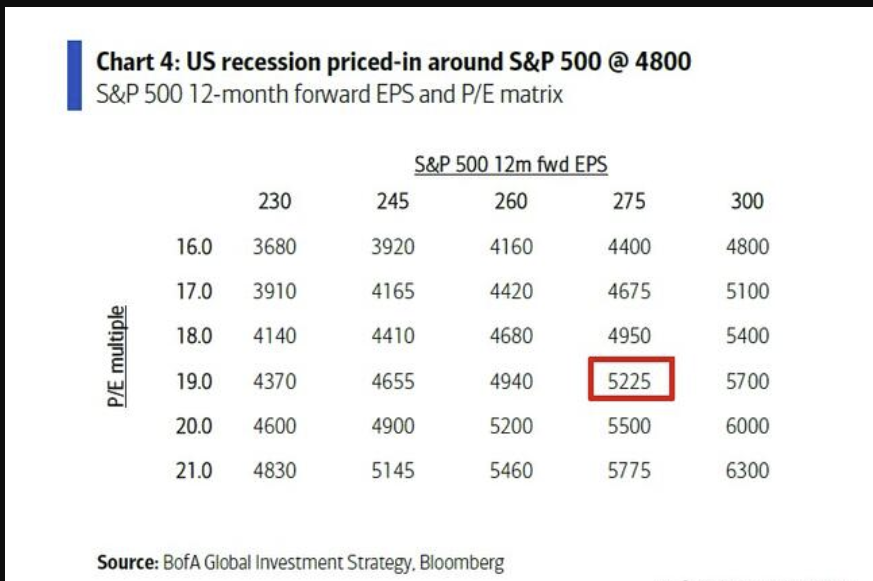 Chart 4: US recession priced-in around S&P 500 @ 4800
S&P 500 12-month forward EPS and P/E matrix
S&P 500 12m fwd EPS
230 245 260 275 300
P/E multiple
16.0 3680 3920 4160 4400 4800
17.0 3910 4165 4420 4675 5100
18.0 4140 4410 4680 4950 5400
19.0 4370 4655 4940 5225 5700
20.0 4600 4900 5200 5500 6000
21.0 4830 5145 5460 5775 6300
Source: BofA Global Investment Strategy, Bloomberg